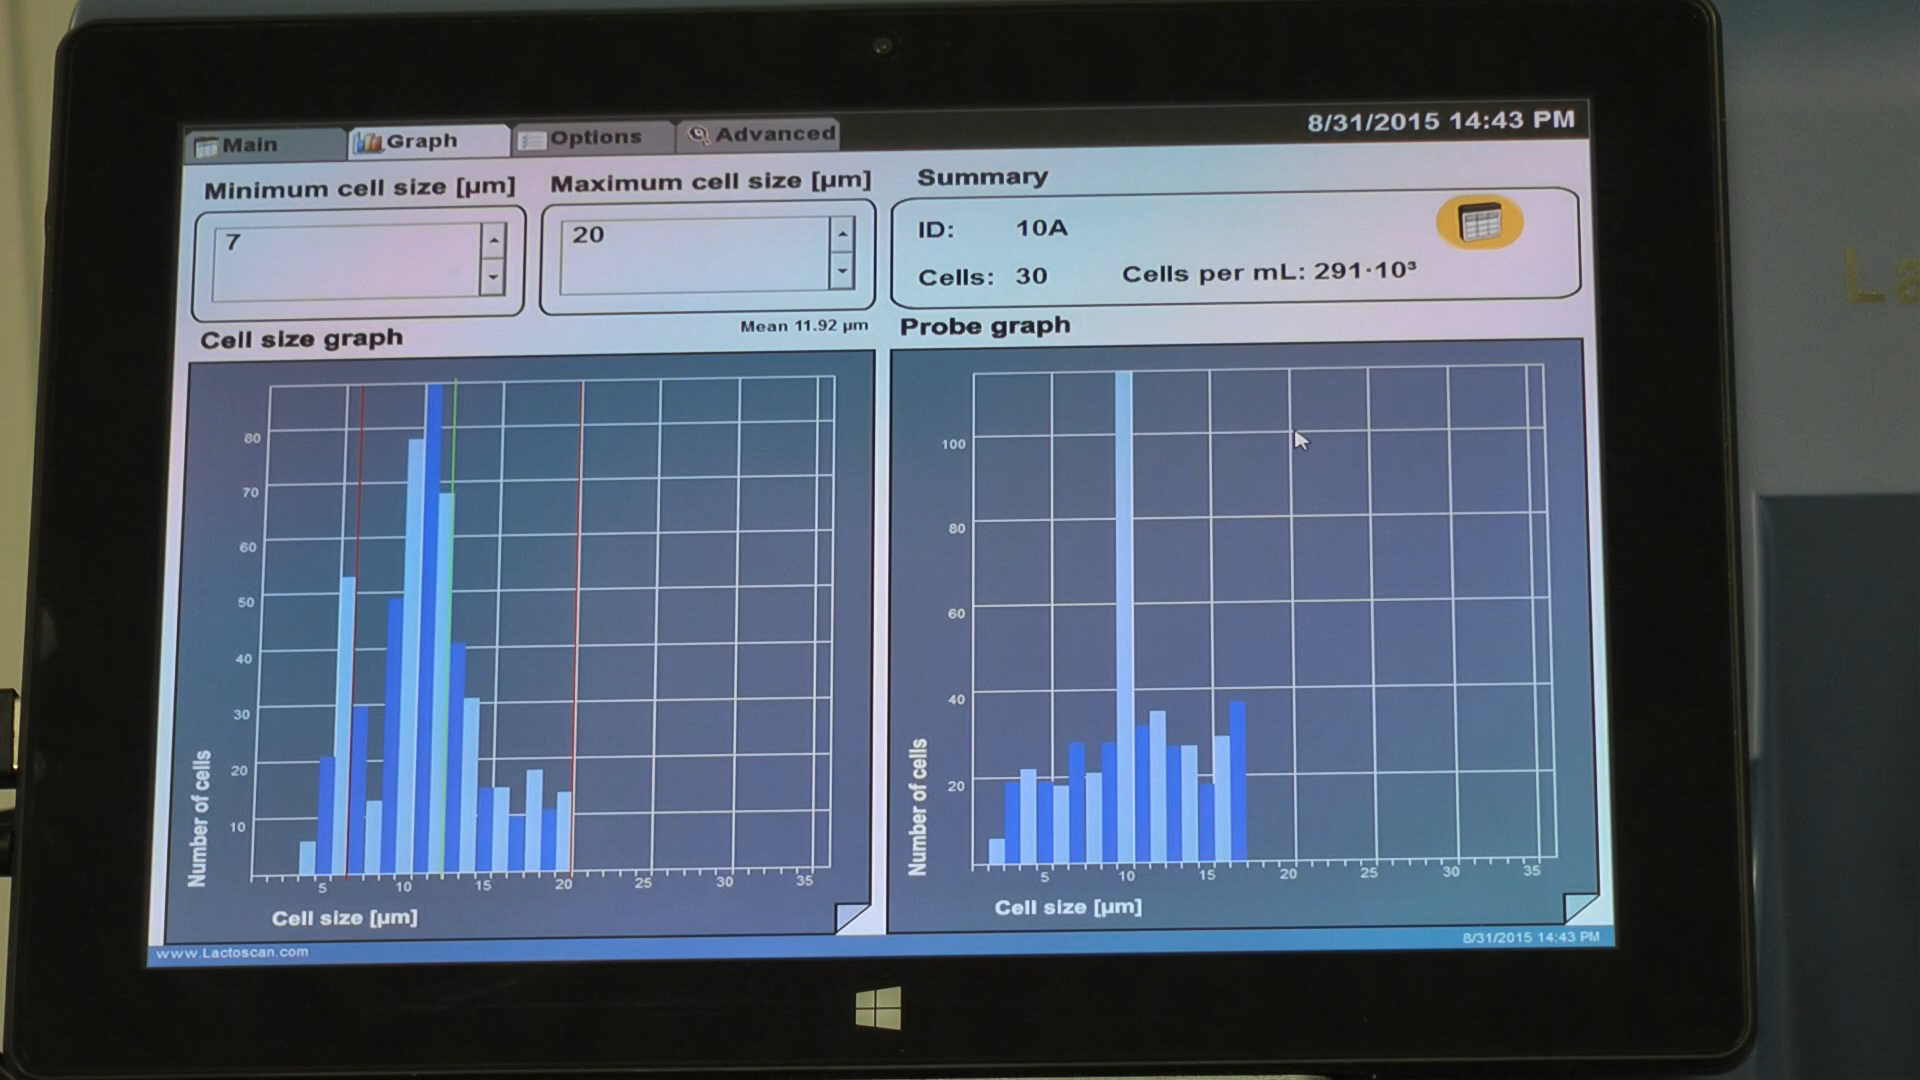 8/31/2015 14:43 PM
Main Graph Options Advanced
Minimum cell size [µm] Maximum cell size [µm] Summary
7 20
ID: 10A
Cells: 30 Cells per mL: 291·10³
Cell size graph Mean 11.92 µm Probe graph
80
70
60
50
40
30
20
10
Number of cells
5 10 15 20 25 30 35
Cell size [µm]
100
80
60
40
20
Number of cells
5 10 15 20 25 30 35
Cell size [µm]
www.Lactoscan.com 8/31/2015 14:43 PM
La